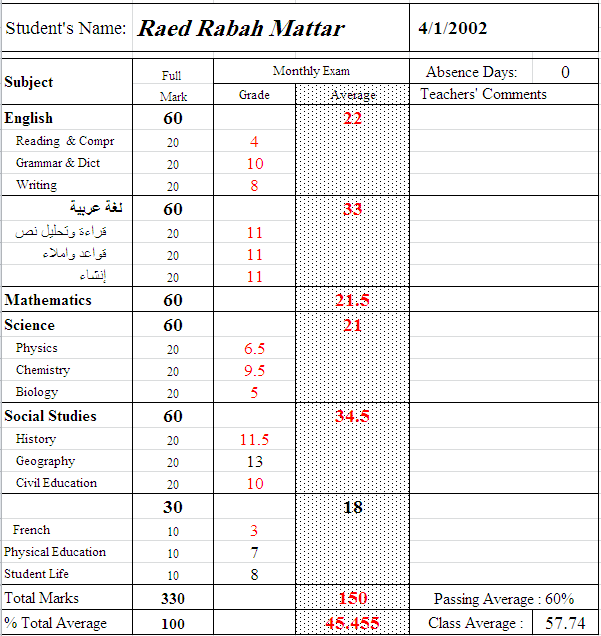 Student's Name: Raed Rabah Mattar 4/1/2002
Subject Full Mark Monthly Exam Absence Days: 0
Grade Average Teachers' Comments
English 60 22
Reading & Compr 20 4
Grammar & Dict 20 10
Writing 20 8
لغة عربية 60 33
قراءة وتحليل نص 20 11
قواعد واملاء 20 11
إنشاء 20 11
Mathematics 60 21.5
Science 60 21
Physics 20 6.5
Chemistry 20 9.5
Biology 20 5
Social Studies 60 34.5
History 20 11.5
Geography 20 13
Civil Education 20 10
30 18
French 10 3
Physical Education 10 7
Student Life 10 8
Total Marks 330 150 Passing Average : 60%
% Total Average 100 45.455 Class Average : 57.74